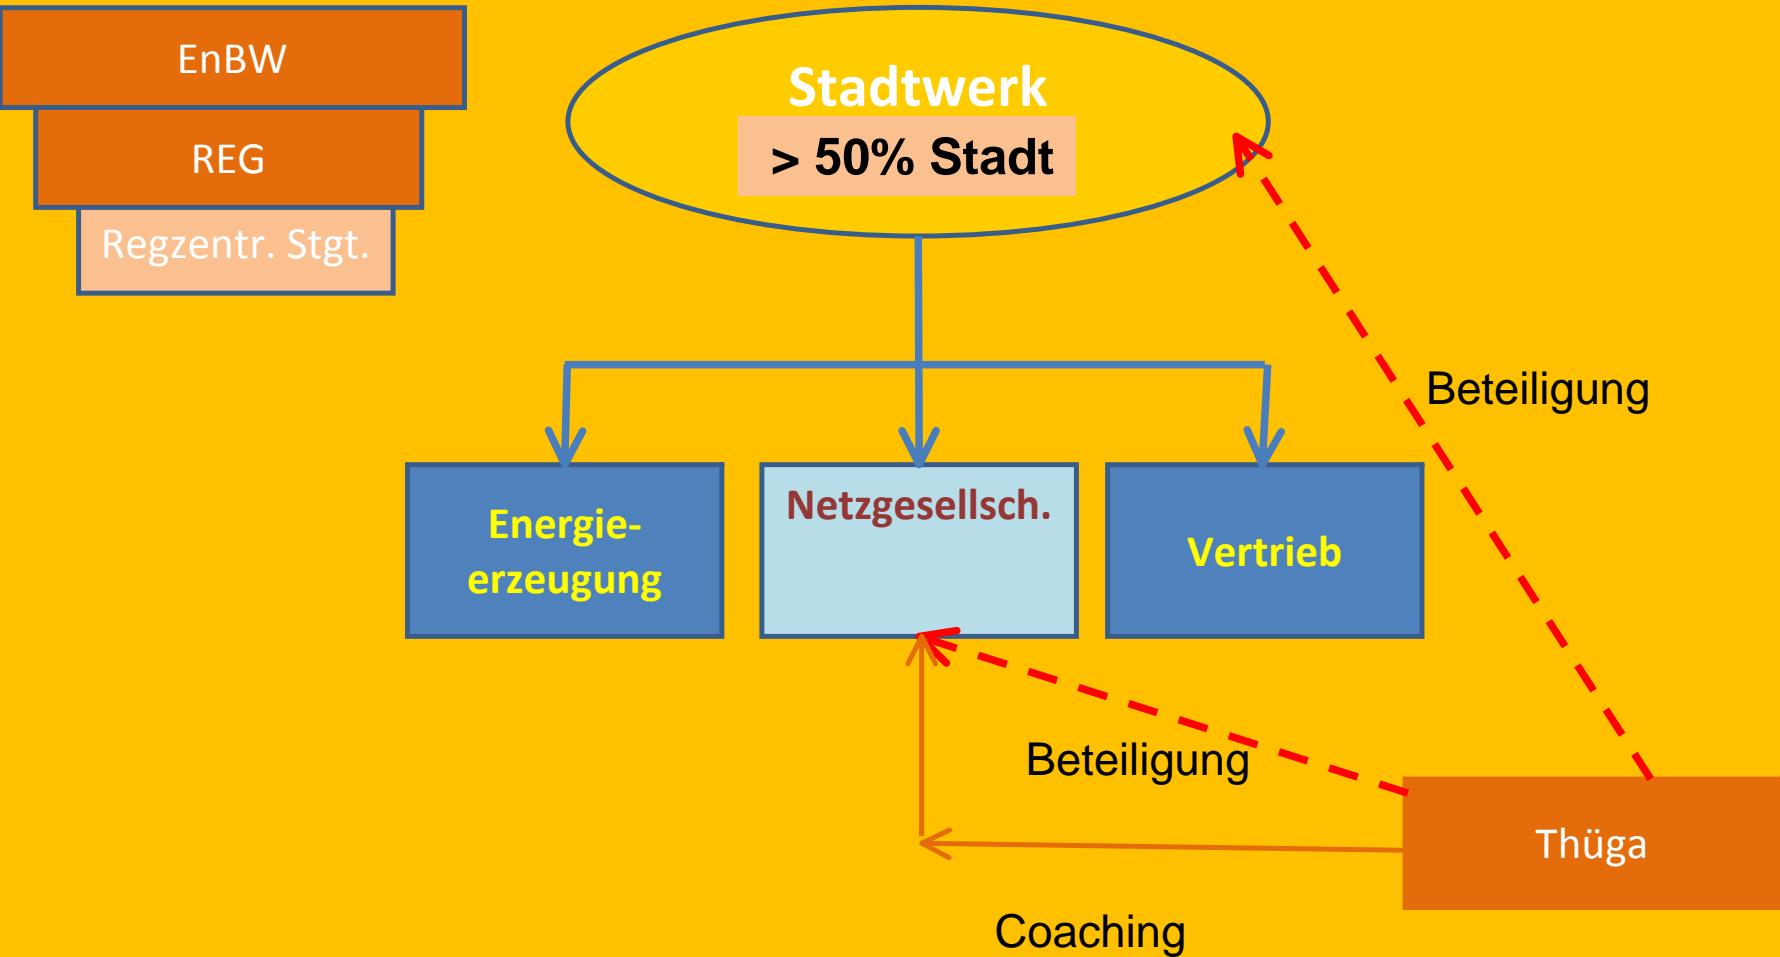 EnBW
REG
Regzentr. Stgt.
Stadtwerk
> 50% Stadt
Beteiligung
Energie-
erzeugung
Netzgesellsch.
Vertrieb
Beteiligung
Thüga
Coaching